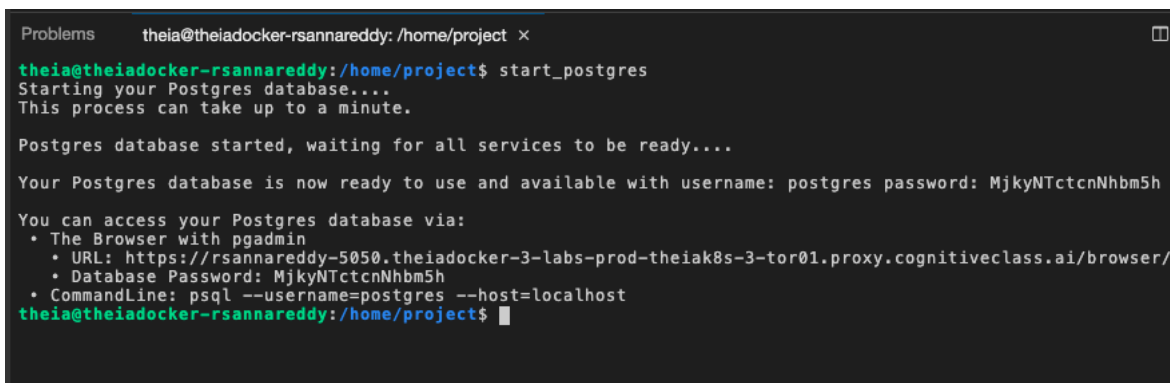 Problems theia@theiadocker-rsannareddy: /home/project ×
theia@theiadocker-rsannareddy:/home/project$ start_postgres
Starting your Postgres database....
This process can take up to a minute.
Postgres database started, waiting for all services to be ready....
Your Postgres database is now ready to use and available with username: postgres password: MjkyNTctcnNhbm5h
You can access your Postgres database via:
• The Browser with pgadmin
• URL: https://rsannareddy-5050.theiadocker-3-labs-prod-theiak8s-3-tor01.proxy.cognitiveclass.ai/browser/
• Database Password: MjkyNTctcnNhbm5h
• CommandLine: psql --username=postgres --host=localhost
theia@theiadocker-rsannareddy:/home/project$